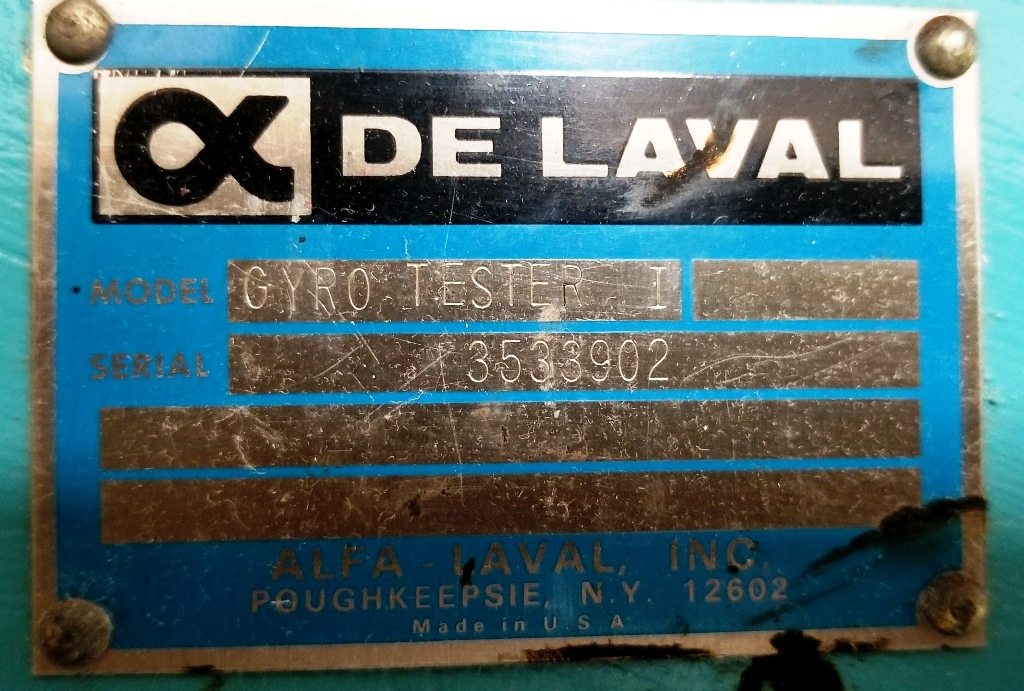 α DE LAVAL
MODEL GYRO TESTER I
SERIAL 3533902
ALFA-LAVAL, INC.
POUGHKEEPSIE, N.Y. 12602
Made in U.S.A.